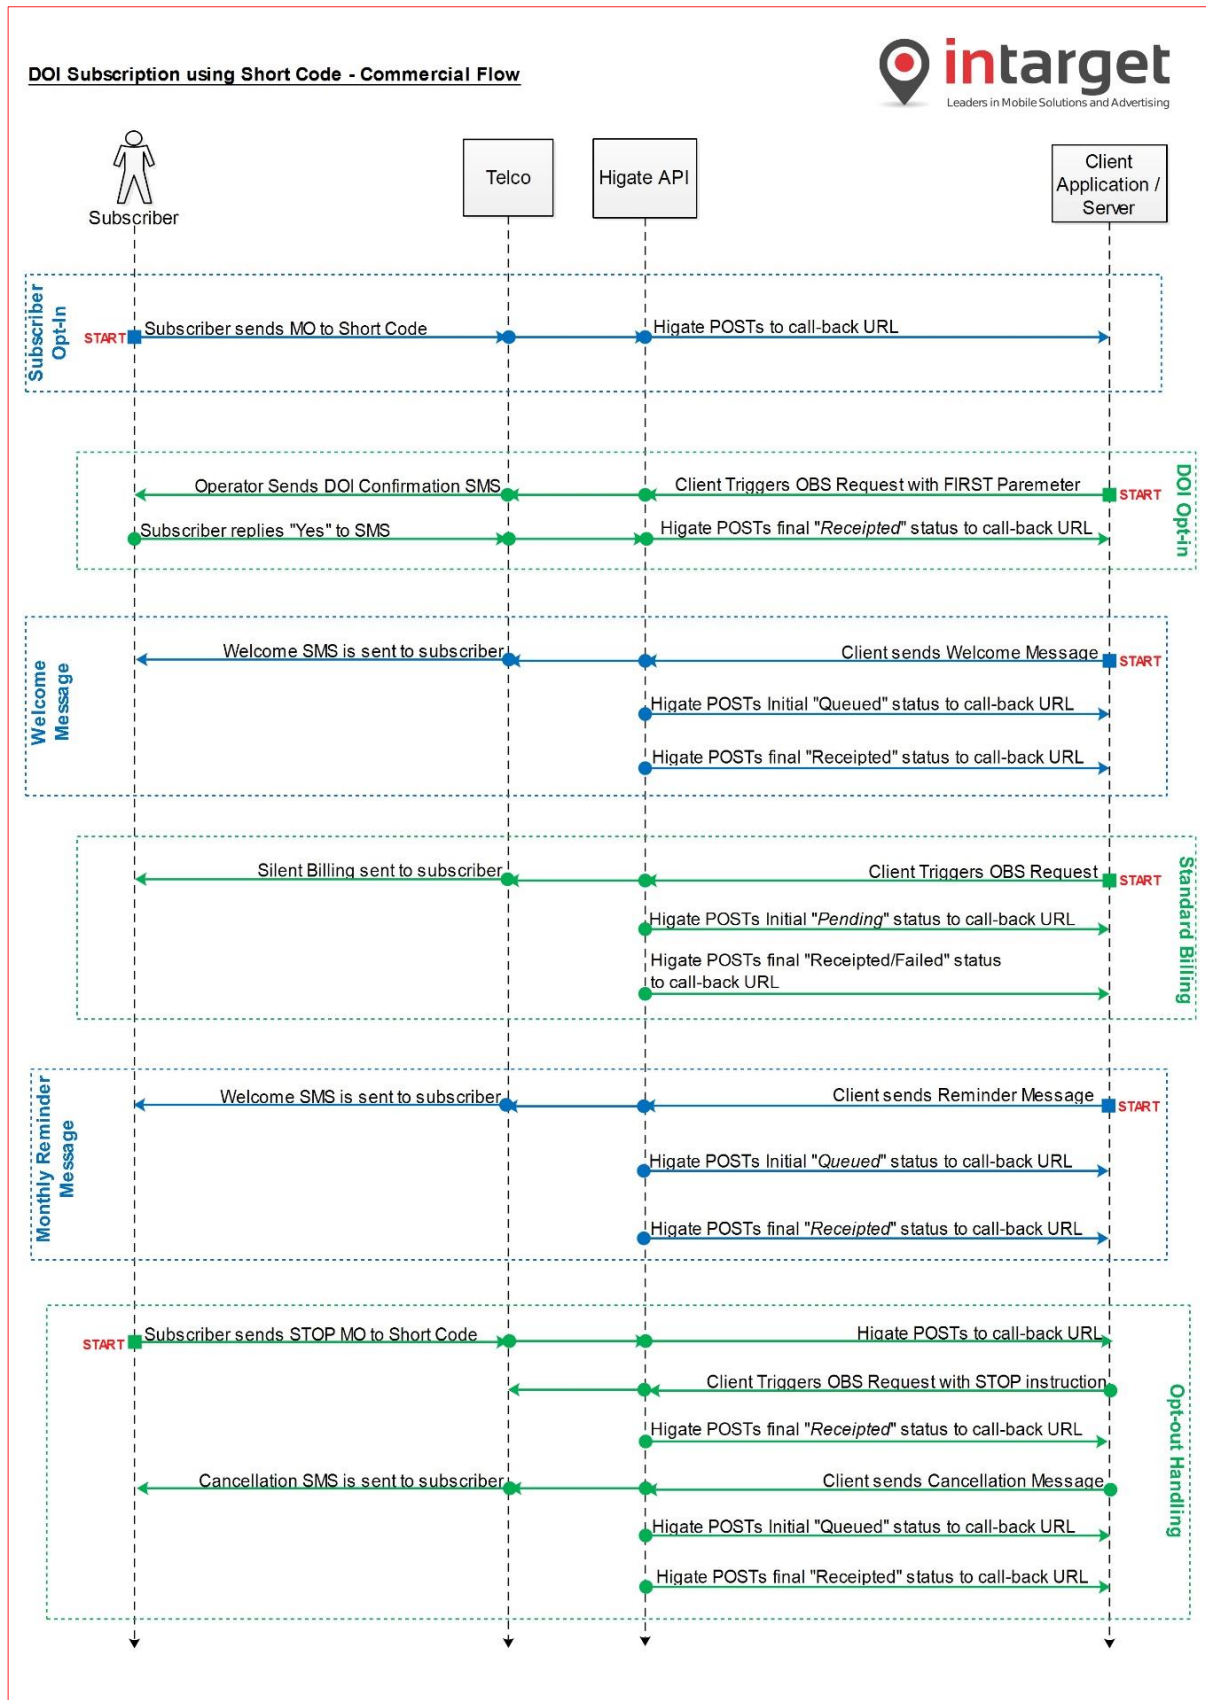 DOI Subscription using Short Code - Commercial Flow
intarget
Leaders in Mobile Solutions and Advertising
Subscriber
Telco
Higate API
Client
Application /
Server
Subscriber
Opt-In
START
Subscriber sends MO to Short Code
Higate POSTs to call-back URL
DOI Opt-in
Operator Sends DOI Confirmation SMS
Client Triggers OBS Request with FIRST Paremeter
START
Subscriber replies "Yes" to SMS
Higate POSTs final "Receipted" status to call-back URL
Welcome
Message
Welcome SMS is sent to subscriber
Client sends Welcome Message
START
Higate POSTs Initial "Queued" status to call-back URL
Higate POSTs final "Receipted" status to call-back URL
Standard Billing
Silent Billing sent to subscriber
Client Triggers OBS Request
START
Higate POSTs Initial "Pending" status to call-back URL
Higate POSTs final "Receipted/Failed" status
to call-back URL
Monthly Reminder
Message
Welcome SMS is sent to subscriber
Client sends Reminder Message
START
Higate POSTs Initial "Queued" status to call-back URL
Higate POSTs final "Receipted" status to call-back URL
Opt-out Handling
START
Subscriber sends STOP MO to Short Code
Higate POSTs to call-back URL
Client Triggers OBS Request with STOP instruction
Higate POSTs final "Receipted" status to call-back URL
Cancellation SMS is sent to subscriber
Client sends Cancellation Message
Higate POSTs Initial "Queued" status to call-back URL
Higate POSTs final "Receipted" status to call-back URL